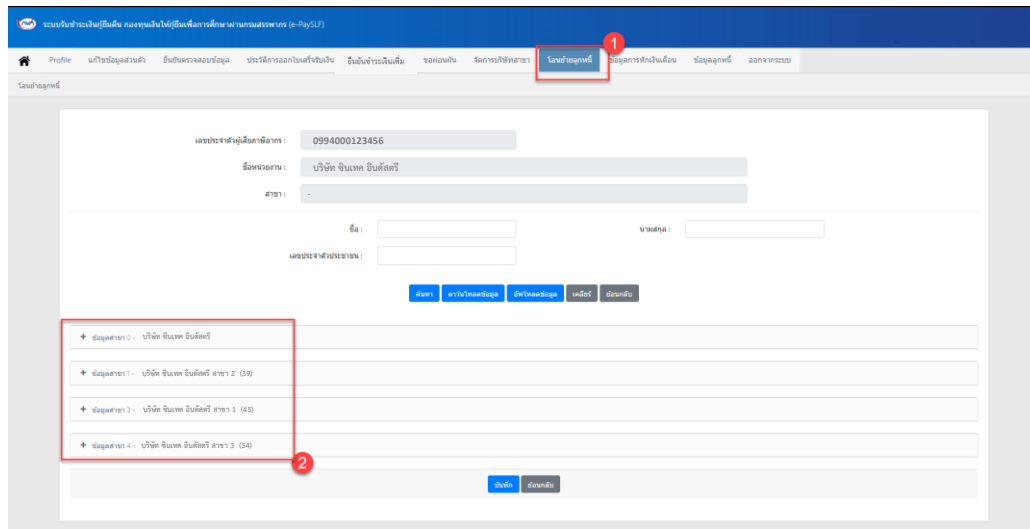 ระบบรับชำระเงินกู้ยืมคืน กองทุนเงินให้กู้ยืมเพื่อการศึกษาผ่านกรมสรรพากร (e-PaySLF)
1
Profile แก้ไขข้อมูลส่วนตัว ยืนยันตรวจสอบข้อมูล ประวัติการออกใบเสร็จรับเงิน ยืนยันชำระเงินเพิ่ม ขอผ่อนผัน จัดการบริษัทสาขา โอนย้ายลูกหนี้ ข้อมูลการหักเงินเดือน ข้อมูลลูกหนี้ ออกจากระบบ
โอนย้ายลูกหนี้
เลขประจำตัวผู้เสียภาษีอากร : 0994000123456
ชื่อหน่วยงาน : บริษัท ซินเทค อินดัสตรี
สาขา : -
ชื่อ : นามสกุล :
เลขประจำตัวประชาชน :
ค้นหา ดาวน์โหลดข้อมูล อัพโหลดข้อมูล เคลียร์ ย้อนกลับ
+ ข้อมูลสาขา 0 - บริษัท ซินเทค อินดัสตรี
+ ข้อมูลสาขา 1 - บริษัท ซินเทค อินดัสตรี สาขา 2 (39)
+ ข้อมูลสาขา 3 - บริษัท ซินเทค อินดัสตรี สาขา 1 (45)
+ ข้อมูลสาขา 4 - บริษัท ซินเทค อินดัสตรี สาขา 3 (54)
2
บันทึก ย้อนกลับ